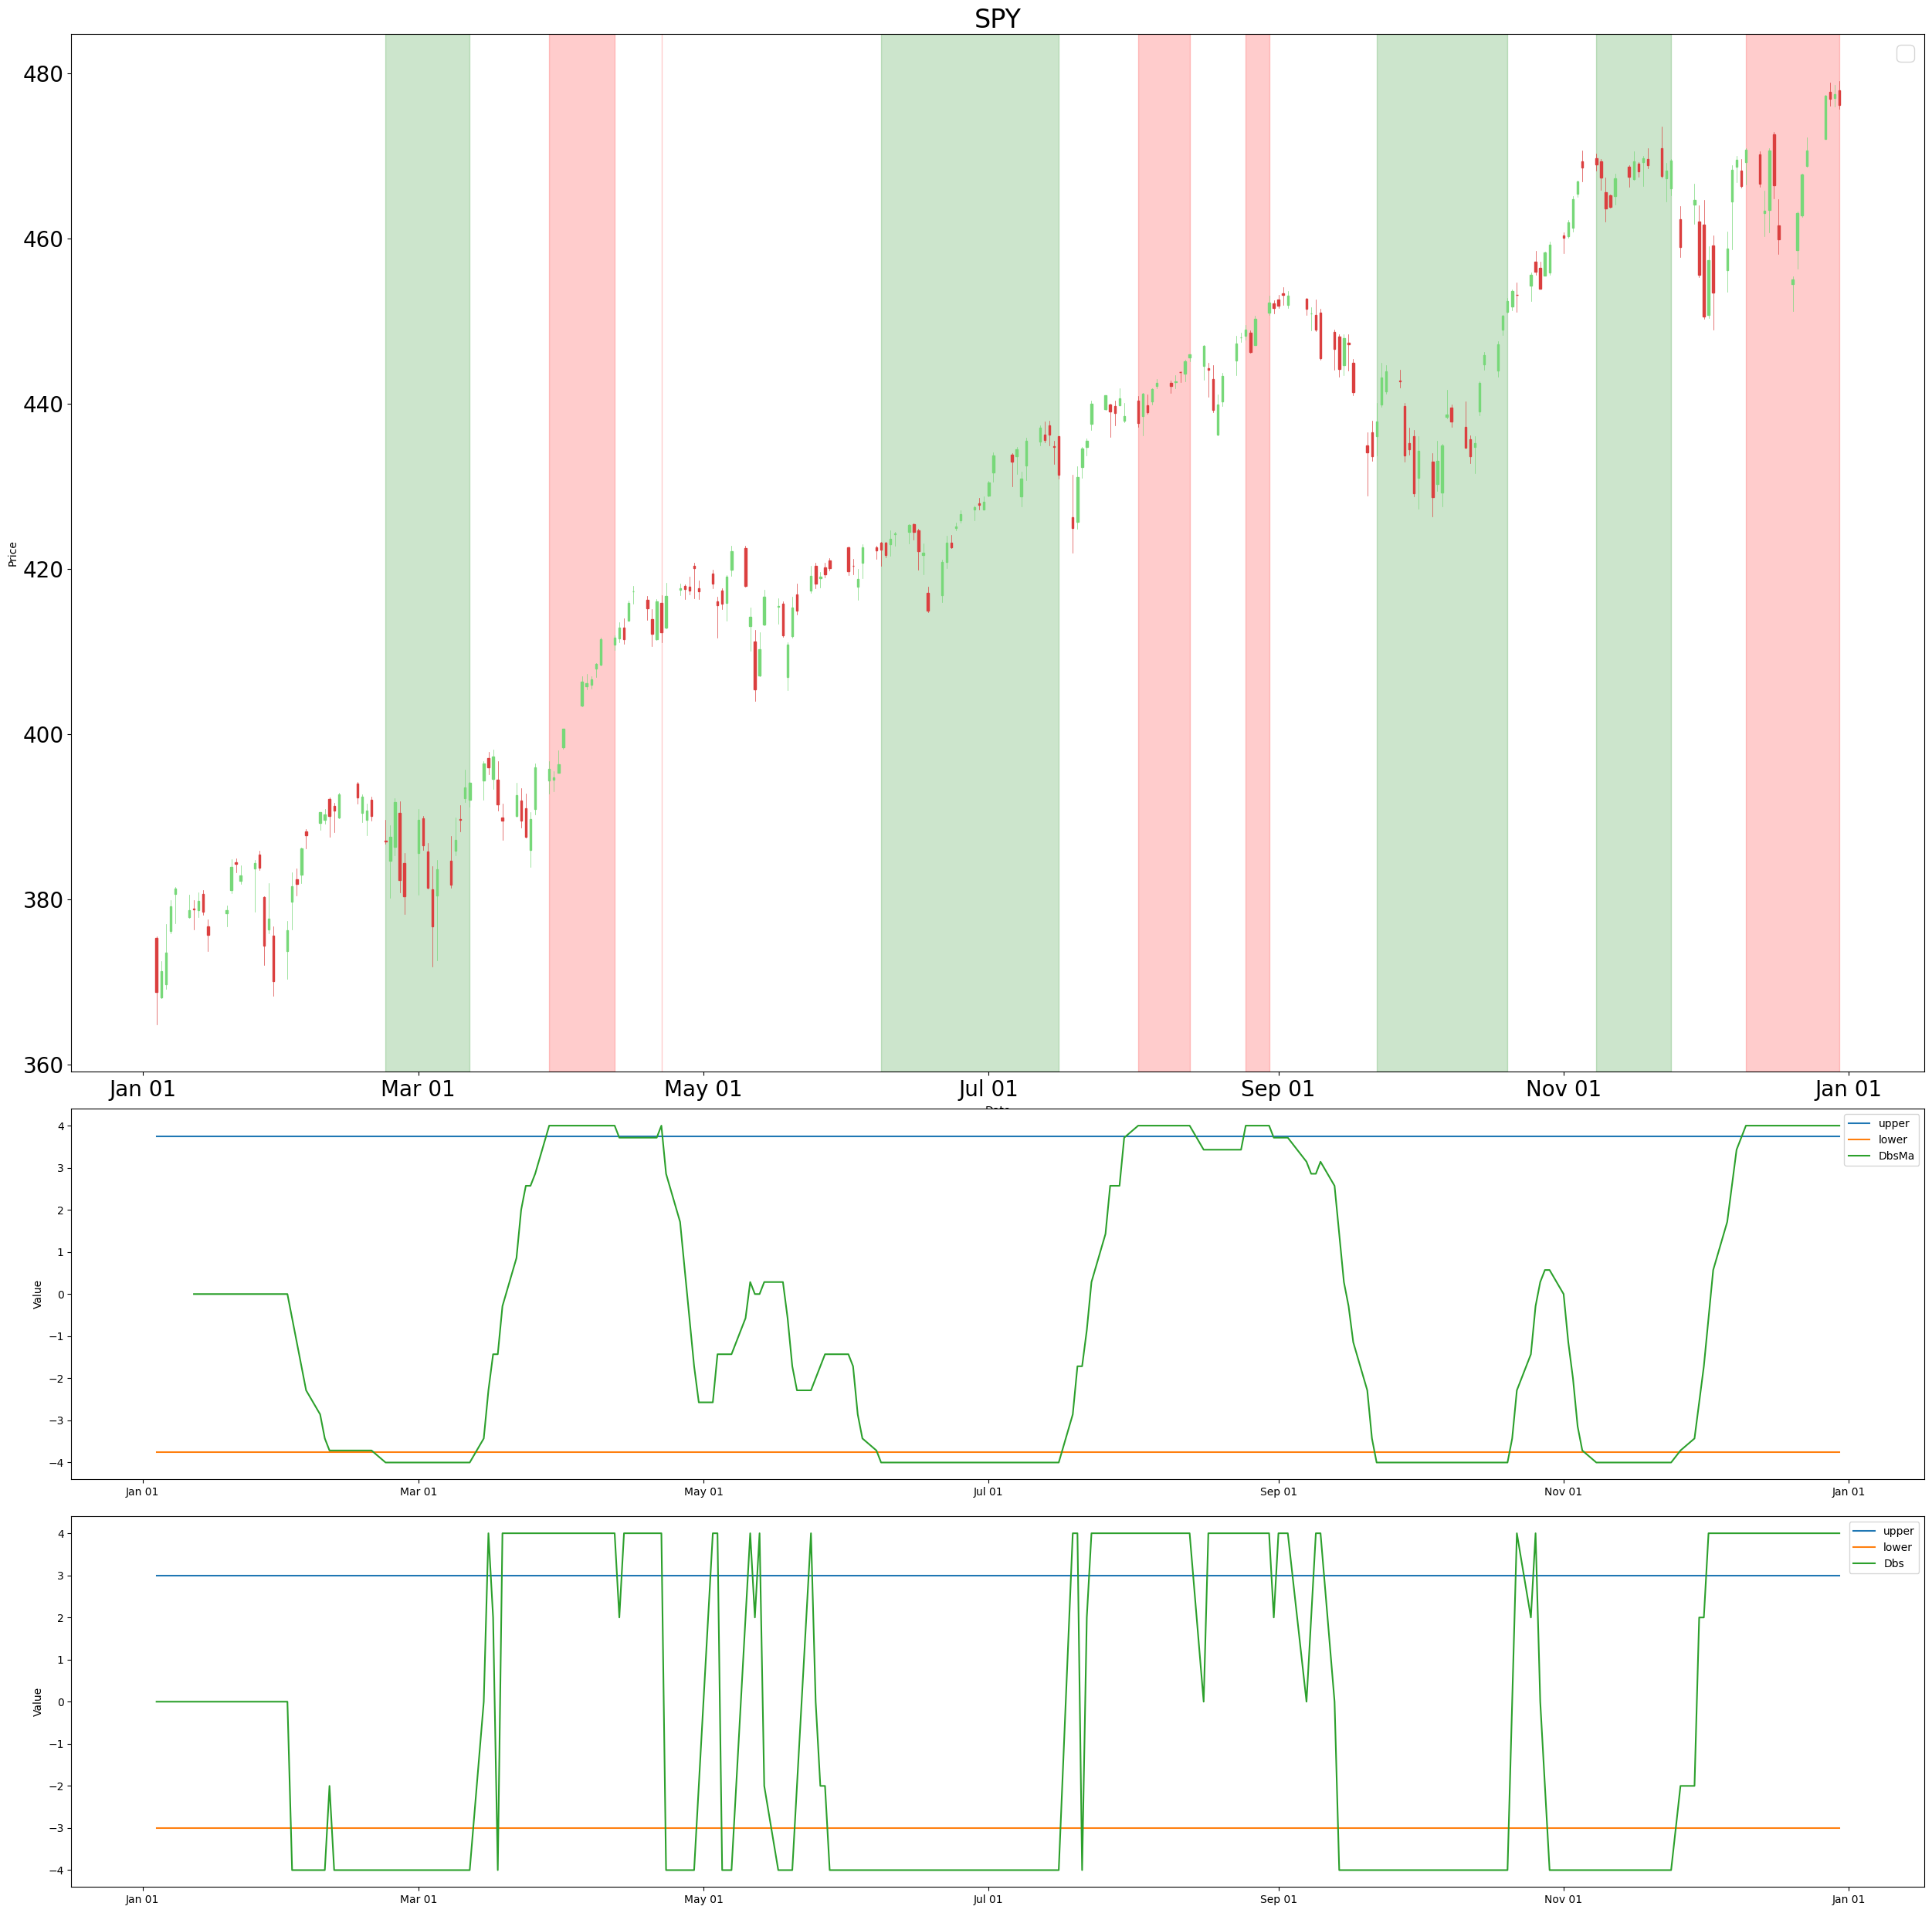 SPY
480
460
440
420
400
380
360
Price
Jan 01 Mar 01 May 01 Jul 01 Sep 01 Nov 01 Jan 01
Date
4
3
2
1
0
−1
−2
−3
−4
Value
upper
lower
DbsMa
Jan 01 Mar 01 May 01 Jul 01 Sep 01 Nov 01 Jan 01
4
3
2
1
0
−1
−2
−3
−4
Value
upper
lower
Dbs
Jan 01 Mar 01 May 01 Jul 01 Sep 01 Nov 01 Jan 01